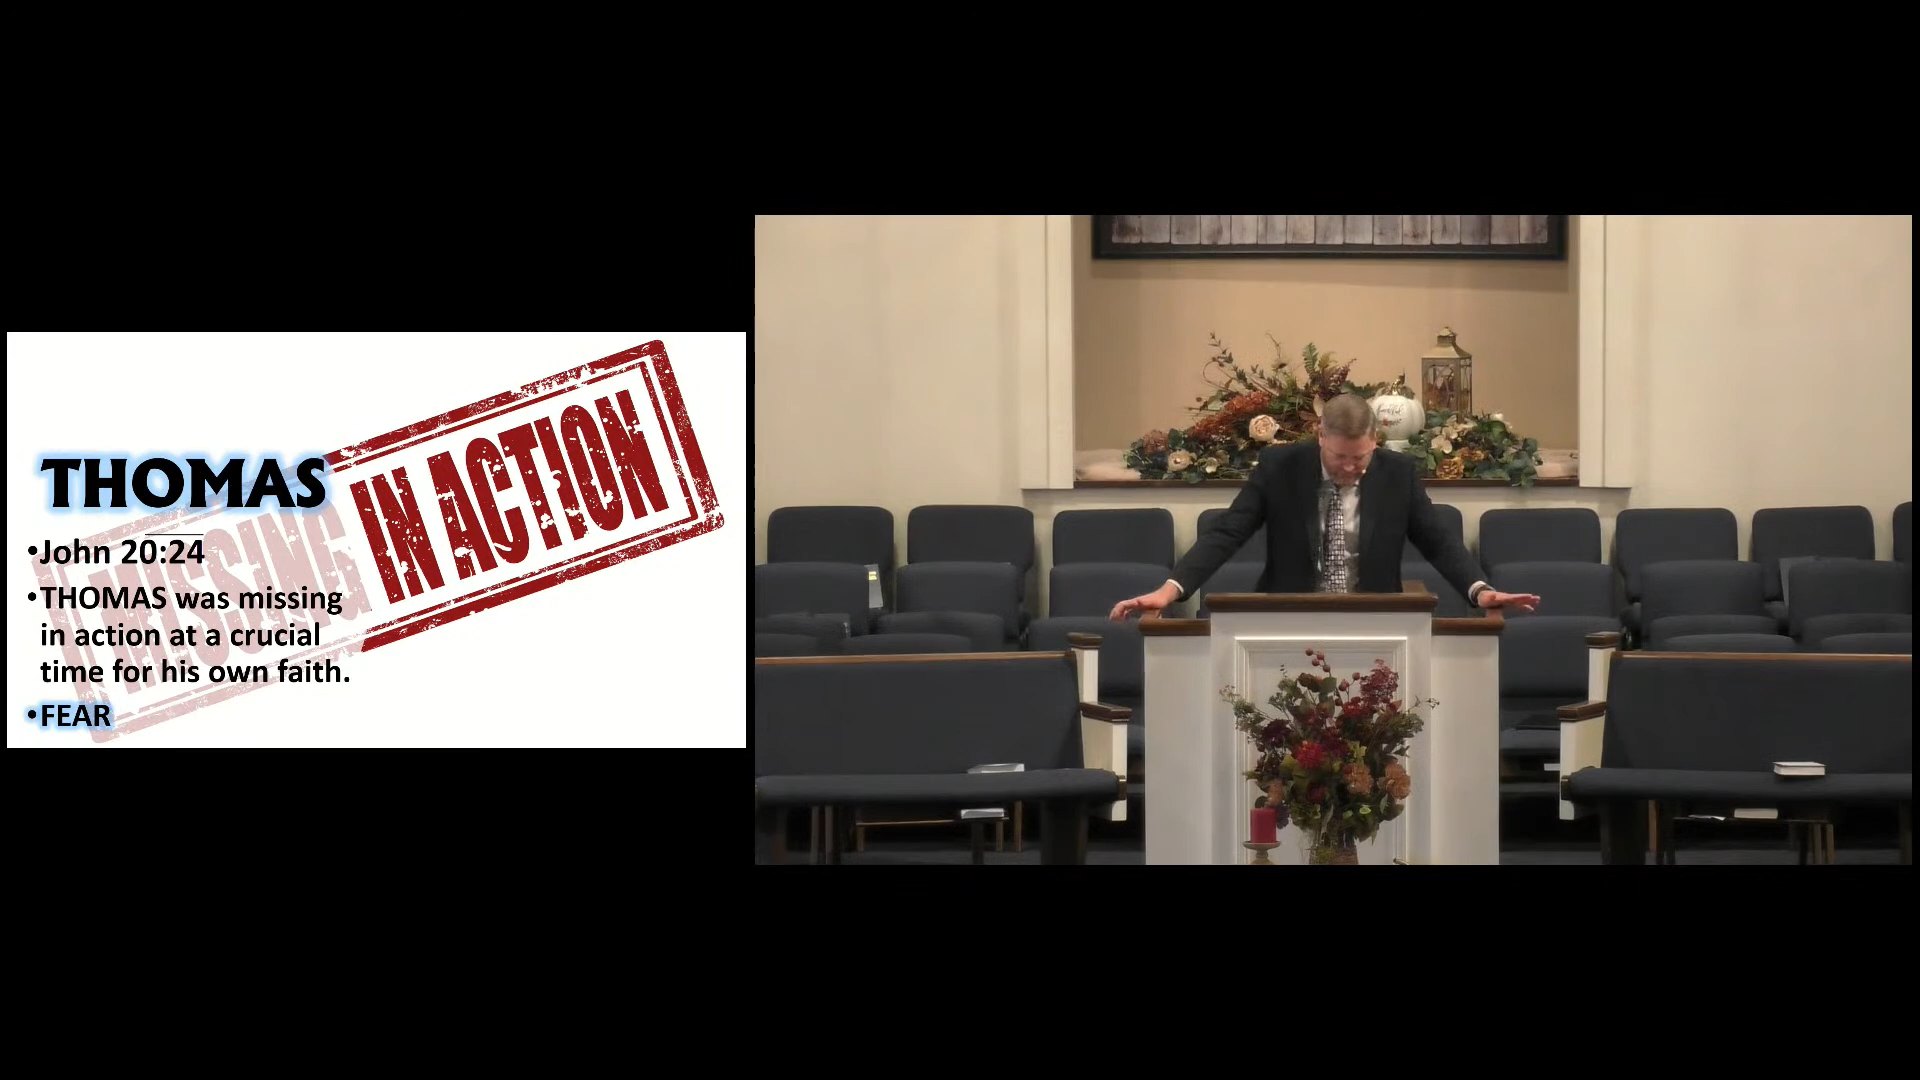 THOMAS
MISSING IN ACTION
•John 20:24
•THOMAS was missing
in action at a crucial
time for his own faith.
•FEAR